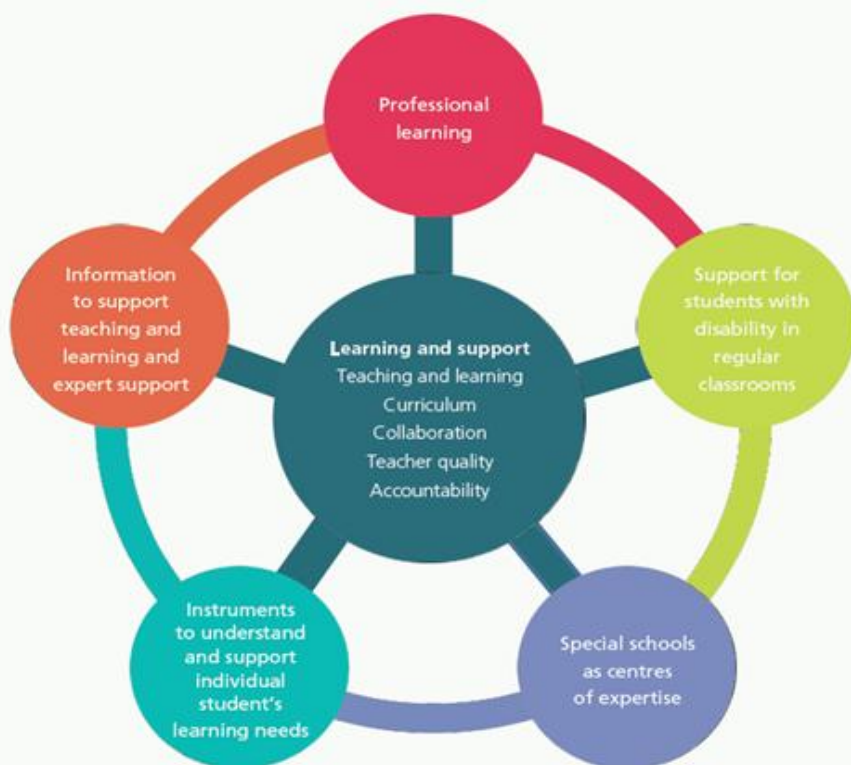 Professional
learning
Information
to support
teaching and
learning and
expert support
Support for
students with
disability in
regular
classrooms
Learning and support
Teaching and learning
Curriculum
Collaboration
Teacher quality
Accountability
Instruments
to understand
and support
individual
student's
learning needs
Special schools
as centres
of expertise